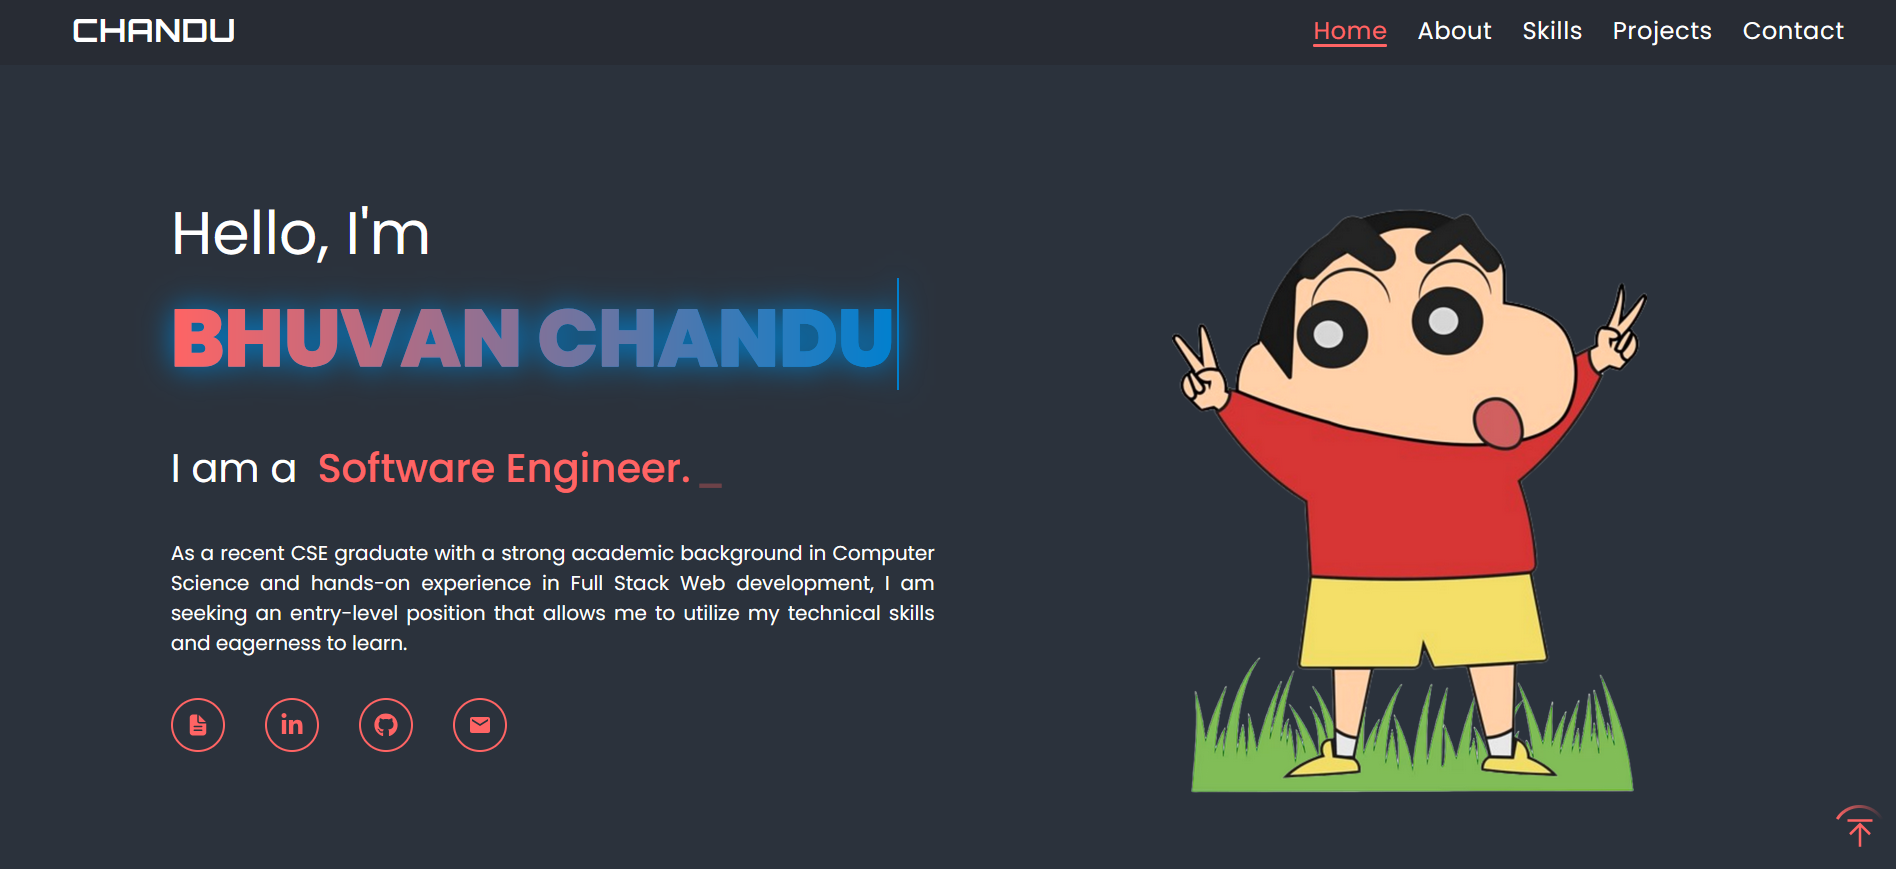 CHANDU
Home About Skills Projects Contact
Hello, I'm
BHUVAN CHANDU
I am a Software Engineer. _
As a recent CSE graduate with a strong academic background in Computer
Science and hands-on experience in Full Stack Web development, I am
seeking an entry-level position that allows me to utilize my technical skills
and eagerness to learn.
in